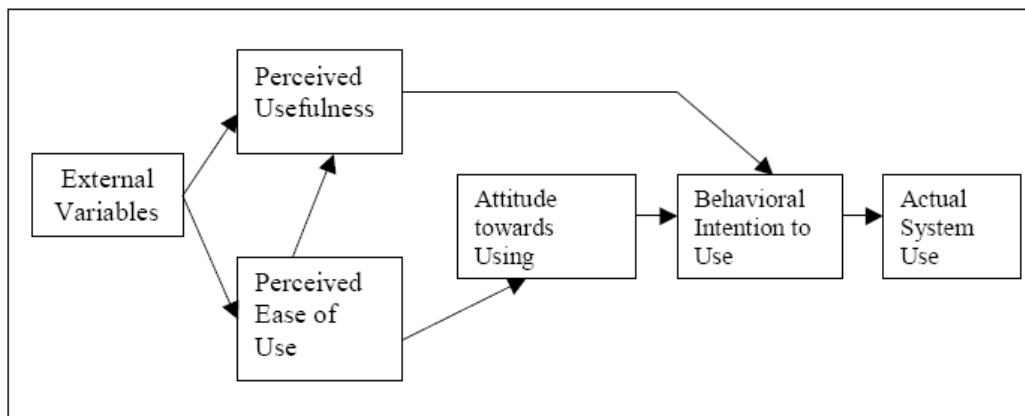 Perceived
Usefulness
External
Variables
Perceived
Ease of
Use
Attitude
towards
Using
Behavioral
Intention to
Use
Actual
System
Use